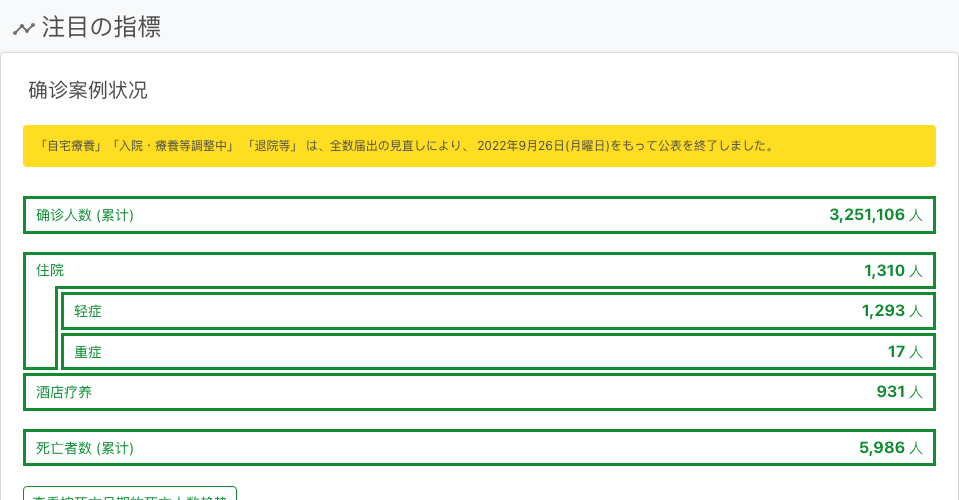 注目の指標
确诊案例状况
「自宅療養」「入院・療養等調整中」 「退院等」 は、全数届出の見直しにより、 2022年9月26日(月曜日)をもって公表を終了しました。
确诊人数 (累计) 3,251,106 人
住院 1,310 人
轻症 1,293 人
重症 17 人
酒店疗养 931 人
死亡者数 (累计) 5,986 人